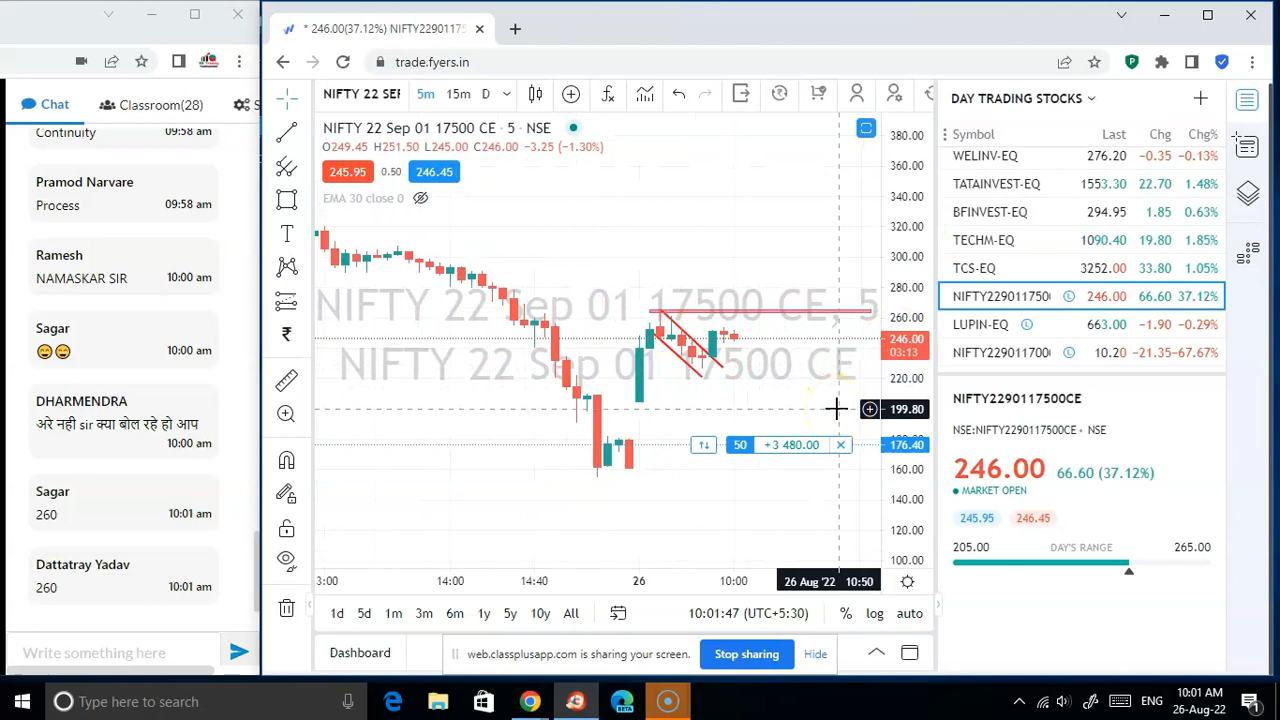 Chat
Classroom(28)
S
Continuity
09:58 am
Pramod Narvare
Process
09:58 am
Ramesh
NAMASKAR SIR
10:00 am
Sagar
😄😄
10:00 am
DHARMENDRA
अरे नही sir क्या बोल रहे हो आप
10:00 am
Sagar
260
10:01 am
Dattatray Yadav
260
10:01 am
Write something here
* 246.00(37.12%) NIFTY22901175
trade.fyers.in
NIFTY 22 SEP 5m 15m D
NIFTY 22 Sep 01 17500 CE · 5 · NSE
O249.45 H251.50 L245.00 C246.00 −3.25 (−1.30%)
245.95 0.50 246.45
EMA 30 close 0
NIFTY 22 Sep 01 17500 CE, 5
NIFTY 22 Sep 01 17500 CE
380.00
360.00
340.00
320.00
300.00
280.00
260.00
246.00
03:13
220.00
199.80
50 +3 480.00
176.40
160.00
140.00
120.00
100.00
3:00 14:00 14:40 26 10:00 26 Aug '22 10:50
1d 5d 1m 3m 6m 1y 5y 10y All 10:01:47 (UTC+5:30) % log auto
Dashboard
web.classplusapp.com is sharing your screen. Stop sharing Hide
DAY TRADING STOCKS
Symbol Last Chg Chg%
WELINV-EQ 276.20 −0.35 −0.13%
TATAINVEST-EQ 1553.30 22.70 1.48%
BFINVEST-EQ 294.95 1.85 0.63%
TECHM-EQ 1090.40 19.80 1.85%
TCS-EQ 3252.00 33.80 1.05%
NIFTY229011750 246.00 66.60 37.12%
LUPIN-EQ 663.00 −1.90 −0.29%
NIFTY229011700 10.20 −21.35 −67.67%
NIFTY2290117500CE
NSE:NIFTY2290117500CE • NSE
246.00 66.60 (37.12%)
MARKET OPEN
245.95 246.45
205.00 DAY'S RANGE 265.00
Type here to search
ENG
10:01 AM
26-Aug-22
1